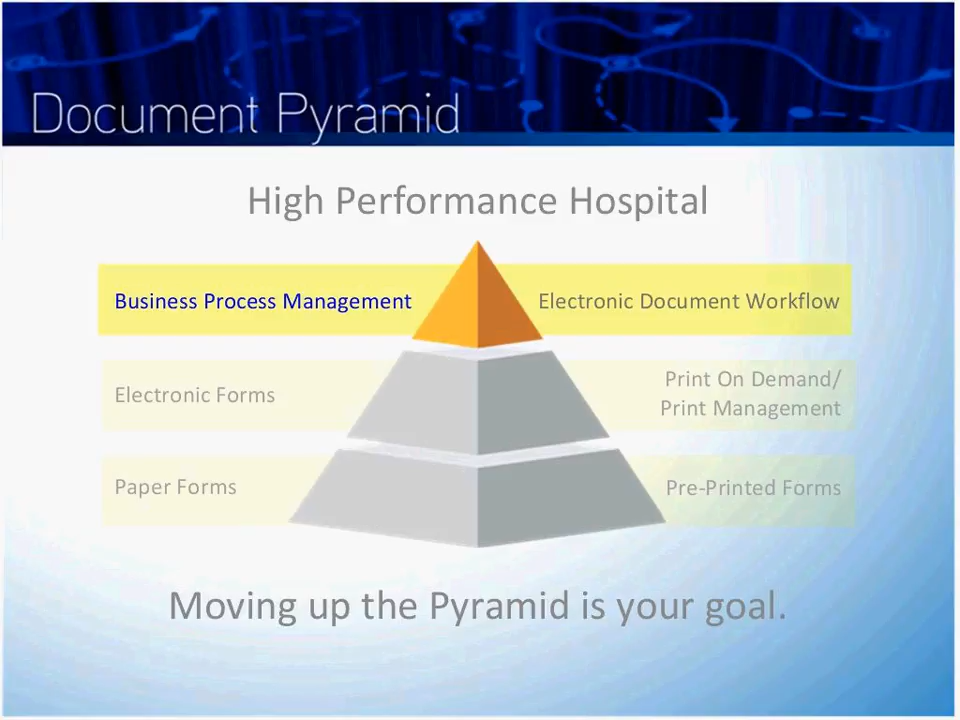 Document Pyramid
High Performance Hospital
Business Process Management
Electronic Document Workflow
Electronic Forms
Print On Demand/
Print Management
Paper Forms
Pre-Printed Forms
Moving up the Pyramid is your goal.